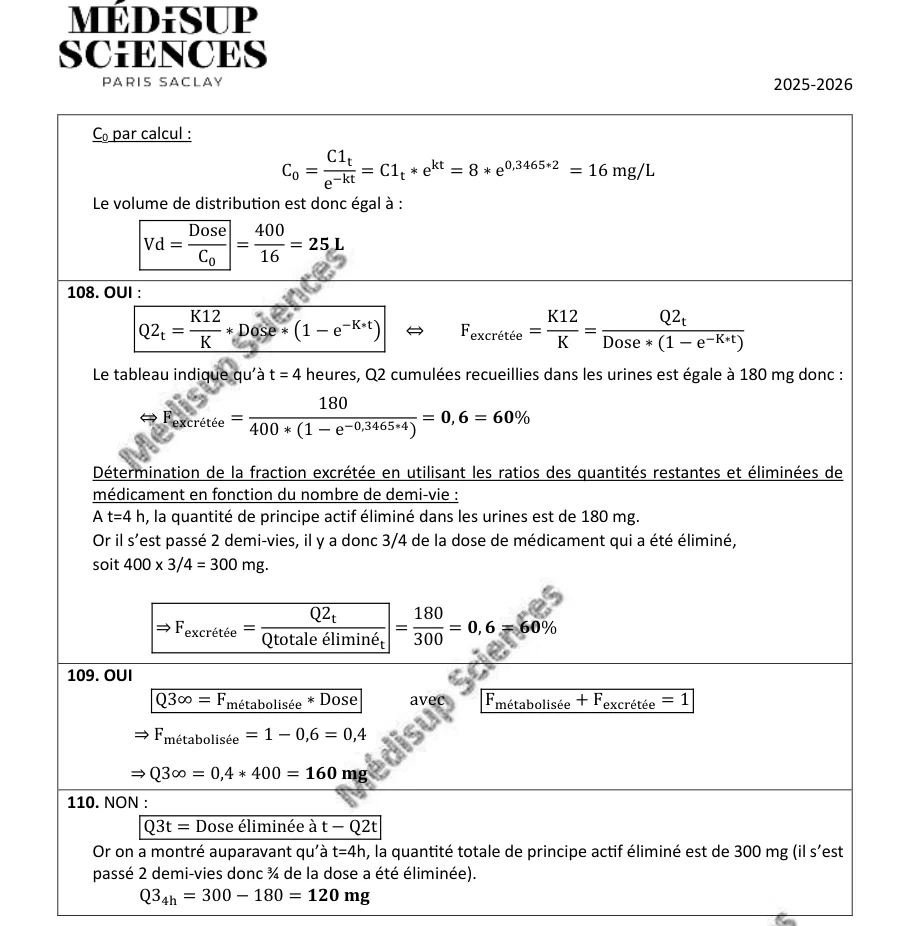 MÉDiSUP
SCiENCES
PARIS SACLAY
2025-2026
C₀ par calcul :
C₀ = C1ₜ / e⁻ᵏᵗ = C1ₜ * eᵏᵗ = 8 * e^(0,3465*2) = 16 mg/L
Le volume de distribution est donc égal à :
Vd = Dose / C₀ = 400 / 16 = 25 L
108. OUI :
Q2ₜ = K12 / K * Dose * (1 − e^(−K*t)) ⇔ F excrétée = K12 / K = Q2ₜ / Dose * (1 − e^(−K*t))
Le tableau indique qu'à t = 4 heures, Q2 cumulées recueillies dans les urines est égale à 180 mg donc :
⇔ F excrétée = 180 / 400 * (1 − e^(−0,3465*4)) = 0,6 = 60%
Détermination de la fraction excrétée en utilisant les ratios des quantités restantes et éliminées de
médicament en fonction du nombre de demi-vie :
A t=4 h, la quantité de principe actif éliminé dans les urines est de 180 mg.
Or il s'est passé 2 demi-vies, il y a donc 3/4 de la dose de médicament qui a été éliminé,
soit 400 x 3/4 = 300 mg.
⇒ F excrétée = Q2ₜ / Qtotale éliminéₜ = 180 / 300 = 0,6 = 60%
109. OUI
Q3∞ = F métabolisée * Dose avec F métabolisée + F excrétée = 1
⇒ F métabolisée = 1 − 0,6 = 0,4
⇒ Q3∞ = 0,4 * 400 = 160 mg
110. NON :
Q3t = Dose éliminée à t − Q2t
Or on a montré auparavant qu'à t=4h, la quantité totale de principe actif éliminé est de 300 mg (il s'est
passé 2 demi-vies donc ¾ de la dose a été éliminée).
Q3₄ₕ = 300 − 180 = 120 mg
Médisup Sciences
Médisup Sciences